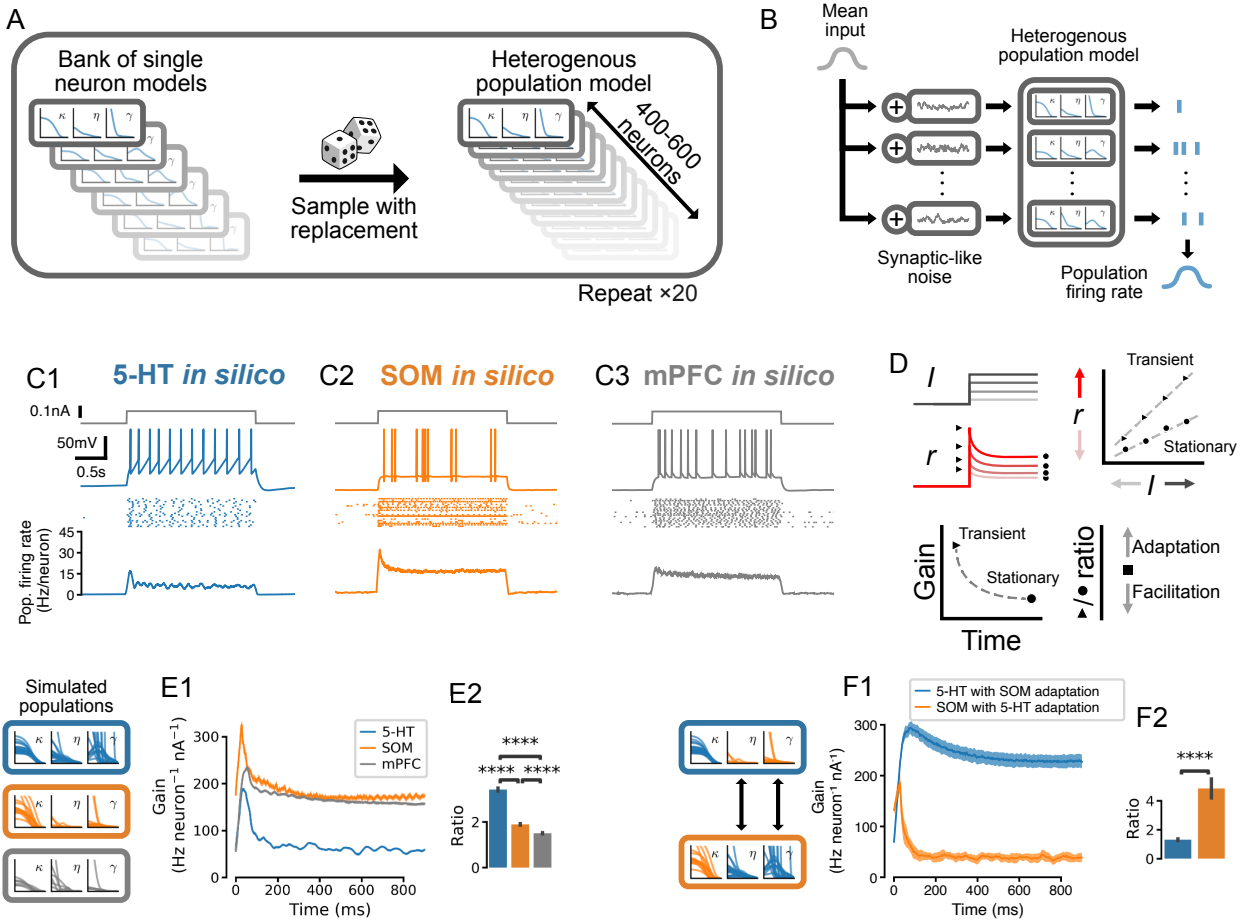 A
Bank of single
neuron models
κ η γ
Sample with
replacement
Heterogenous
population model
κ η γ
400-600
neurons
Repeat ×20
B
Mean
input
Heterogenous
population model
κ η γ
κ η γ
κ η γ
Synaptic-like
noise
Population
firing rate
C1 5-HT in silico
0.1nA
50mV
0.5s
Pop. firing rate
(Hz/neuron)
45
30
15
0
C2 SOM in silico
C3 mPFC in silico
D
I
r
r
Transient
Stationary
I
Gain
Transient
Stationary
Time
▶/● ratio
Adaptation
Facilitation
Simulated
populations
κ η γ
κ η γ
κ η γ
E1
5-HT
SOM
mPFC
Gain
(Hz neuron⁻¹ nA⁻¹)
300
200
100
0
0 400 800
Time (ms)
E2
****
**** ****
Ratio
2
0
κ η γ
κ η γ
F1
5-HT with SOM adaptation
SOM with 5-HT adaptation
Gain
(Hz neuron⁻¹ nA⁻¹)
300
200
100
0
0 200 400 600 800
Time (ms)
F2
****
Ratio
4
2
0